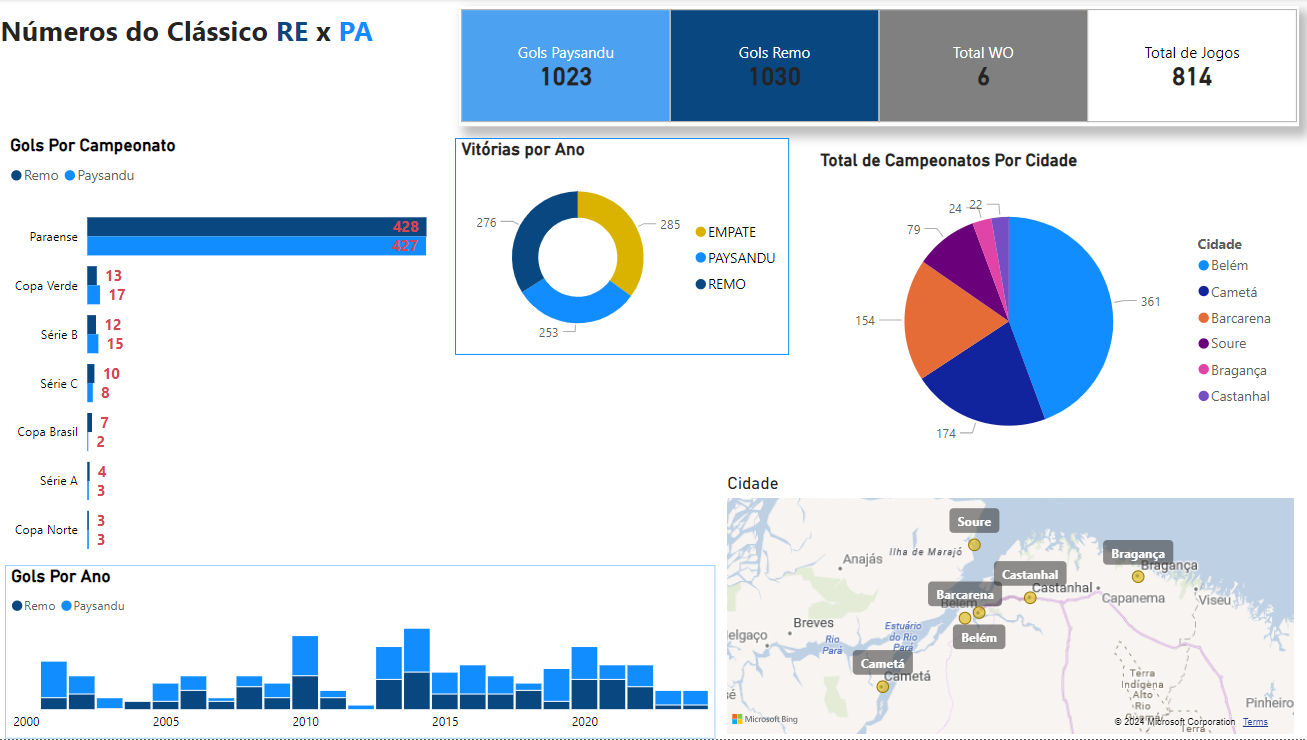 Números do Clássico RE x PA
Gols Paysandu
1023
Gols Remo
1030
Total WO
6
Total de Jogos
814
Gols Por Campeonato
Remo
Paysandu
Paraense
428
427
Copa Verde
13
17
Série B
12
15
Série C
10
8
Copa Brasil
7
2
Série A
4
3
Copa Norte
3
3
Vitórias por Ano
276
285
253
EMPATE
PAYSANDU
REMO
Total de Campeonatos Por Cidade
24
22
79
154
174
361
Cidade
Belém
Cametá
Barcarena
Soure
Bragança
Castanhal
Gols Por Ano
Remo
Paysandu
2000
2005
2010
2015
2020
Cidade
Soure
Ilha de Marajó
Anajás
Bragança
Bragança
Castanhal
Castanhal
Capanema
Viseu
Barcarena
Belém
Belém
Breves
elgaço
Rio
Pará
Estuário
do Rio
Pará
Cametá
Cametá
Terra
Indígena
Alto
Rio
Terra
Pinheiro
Microsoft Bing
© 2024 Microsoft Corporation
Terms